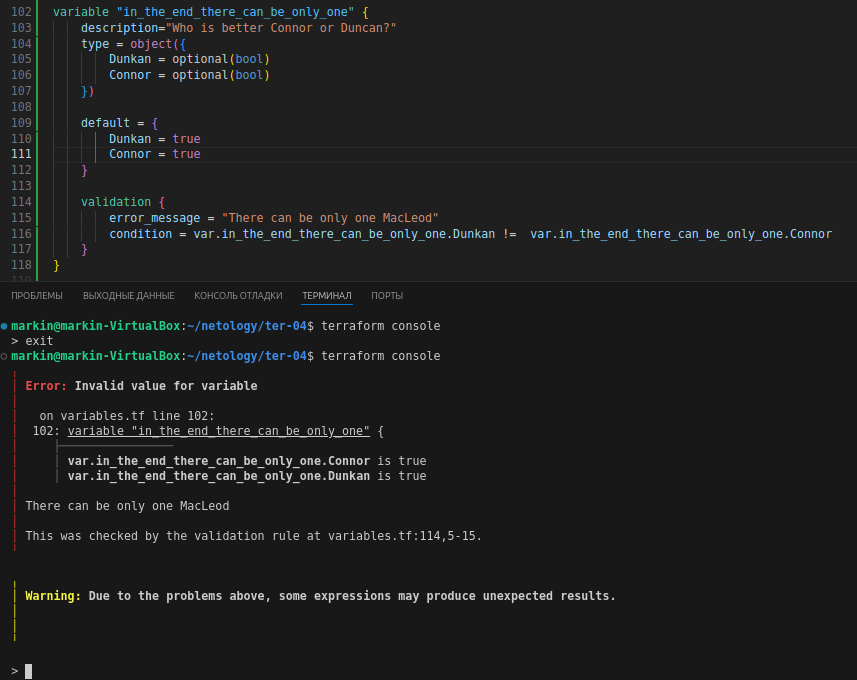 102 variable "in_the_end_there_can_be_only_one" {
103 description="Who is better Connor or Duncan?"
104 type = object({
105 Dunkan = optional(bool)
106 Connor = optional(bool)
107 })
108
109 default = {
110 Dunkan = true
111 Connor = true
112 }
113
114 validation {
115 error_message = "There can be only one MacLeod"
116 condition = var.in_the_end_there_can_be_only_one.Dunkan != var.in_the_end_there_can_be_only_one.Connor
117 }
118 }
119
ПРОБЛЕМЫ ВЫХОДНЫЕ ДАННЫЕ КОНСОЛЬ ОТЛАДКИ ТЕРМИНАЛ ПОРТЫ
markin@markin-VirtualBox:~/netology/ter-04$ terraform console
> exit
markin@markin-VirtualBox:~/netology/ter-04$ terraform console
Error: Invalid value for variable
on variables.tf line 102:
102: variable "in_the_end_there_can_be_only_one" {
var.in_the_end_there_can_be_only_one.Connor is true
var.in_the_end_there_can_be_only_one.Dunkan is true
There can be only one MacLeod
This was checked by the validation rule at variables.tf:114,5-15.
Warning: Due to the problems above, some expressions may produce unexpected results.
>